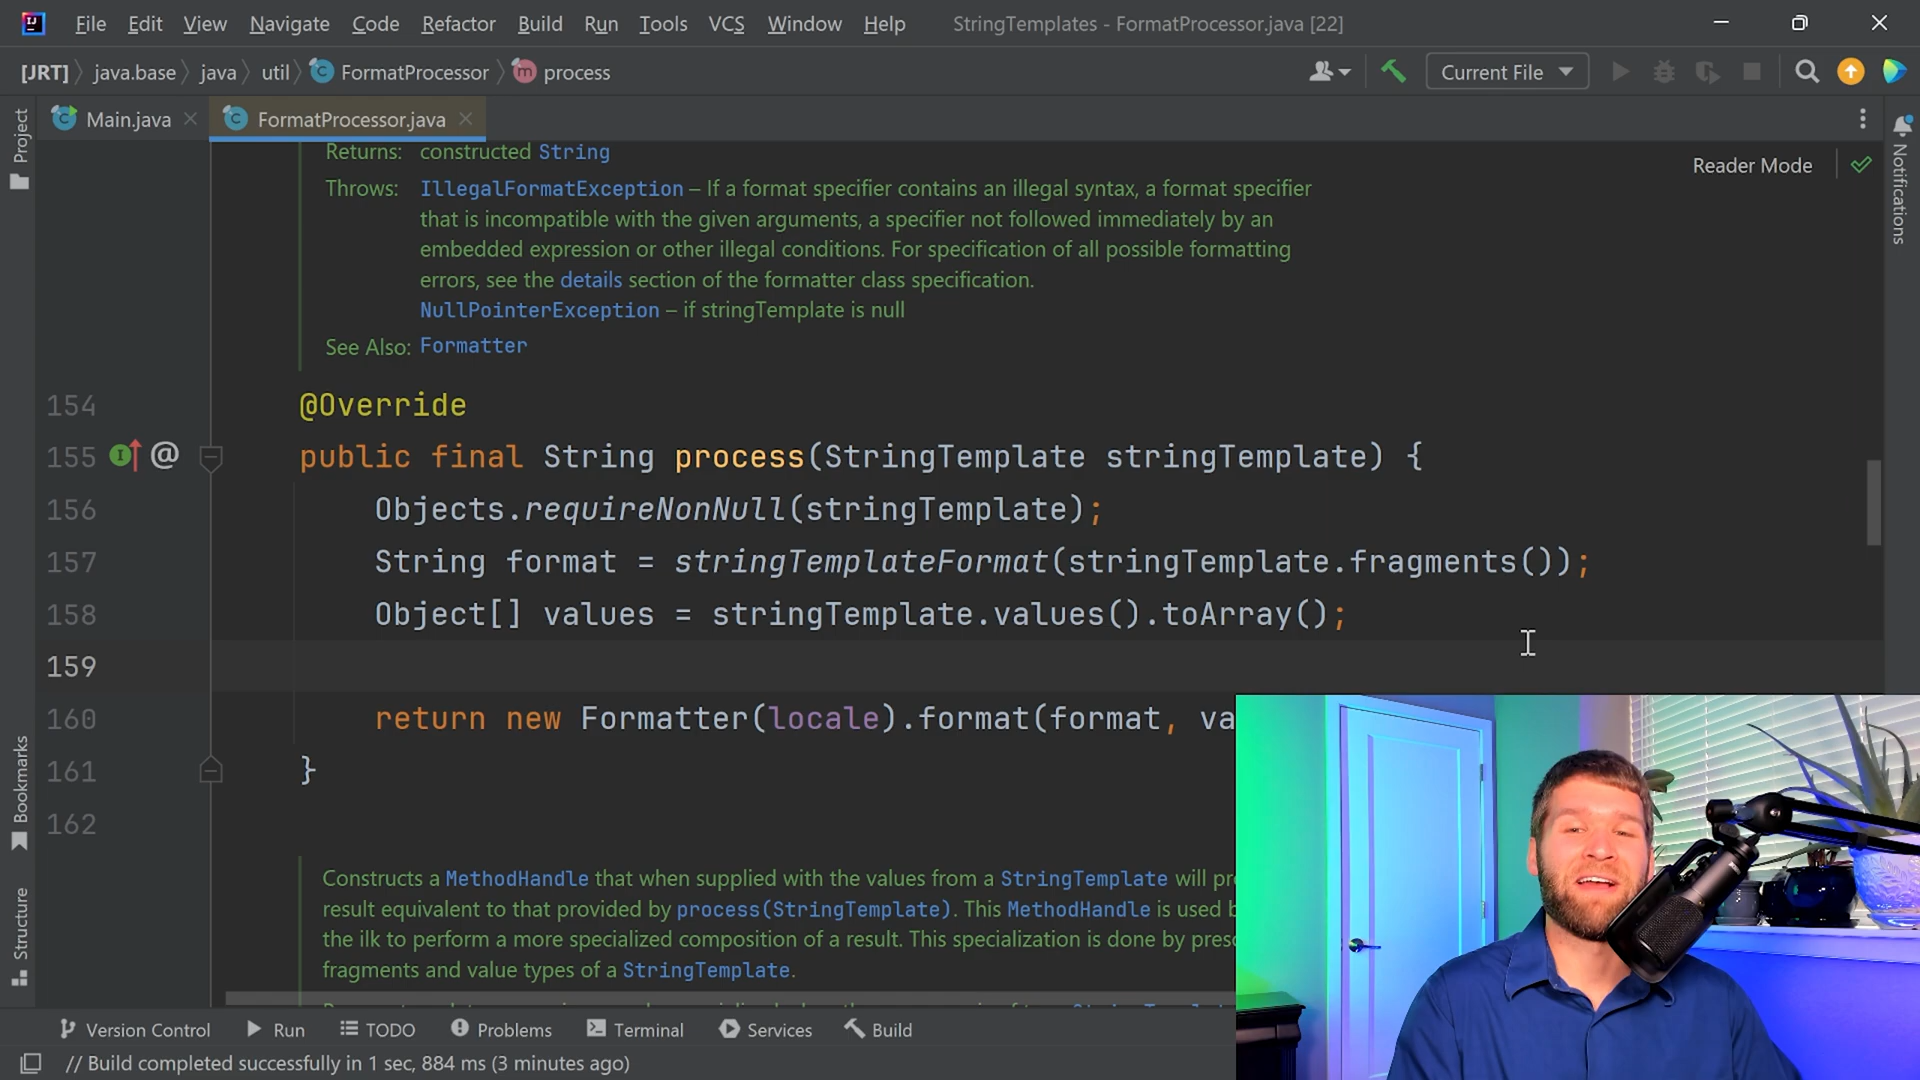 File Edit View Navigate Code Refactor Build Run Tools VCS Window Help StringTemplates - FormatProcessor.java [22]
[JRT] java.base java util FormatProcessor process Current File
Project
Main.java FormatProcessor.java
Notifications
Reader Mode
Returns: constructed String
Throws: IllegalFormatException – If a format specifier contains an illegal syntax, a format specifier
that is incompatible with the given arguments, a specifier not followed immediately by an
embedded expression or other illegal conditions. For specification of all possible formatting
errors, see the details section of the formatter class specification.
NullPointerException – if stringTemplate is null
See Also: Formatter
154 @Override
155 @ public final String process(StringTemplate stringTemplate) {
156 Objects.requireNonNull(stringTemplate);
157 String format = stringTemplateFormat(stringTemplate.fragments());
158 Object[] values = stringTemplate.values().toArray();
159
160 return new Formatter(locale).format(format, va
161 }
162
Bookmarks
Structure
Constructs a MethodHandle that when supplied with the values from a StringTemplate will pr
result equivalent to that provided by process(StringTemplate). This MethodHandle is used
the ilk to perform a more specialized composition of a result. This specialization is done by
fragments and value types of a StringTemplate.
Version Control Run TODO Problems Terminal Services Build
// Build completed successfully in 1 sec, 884 ms (3 minutes ago)